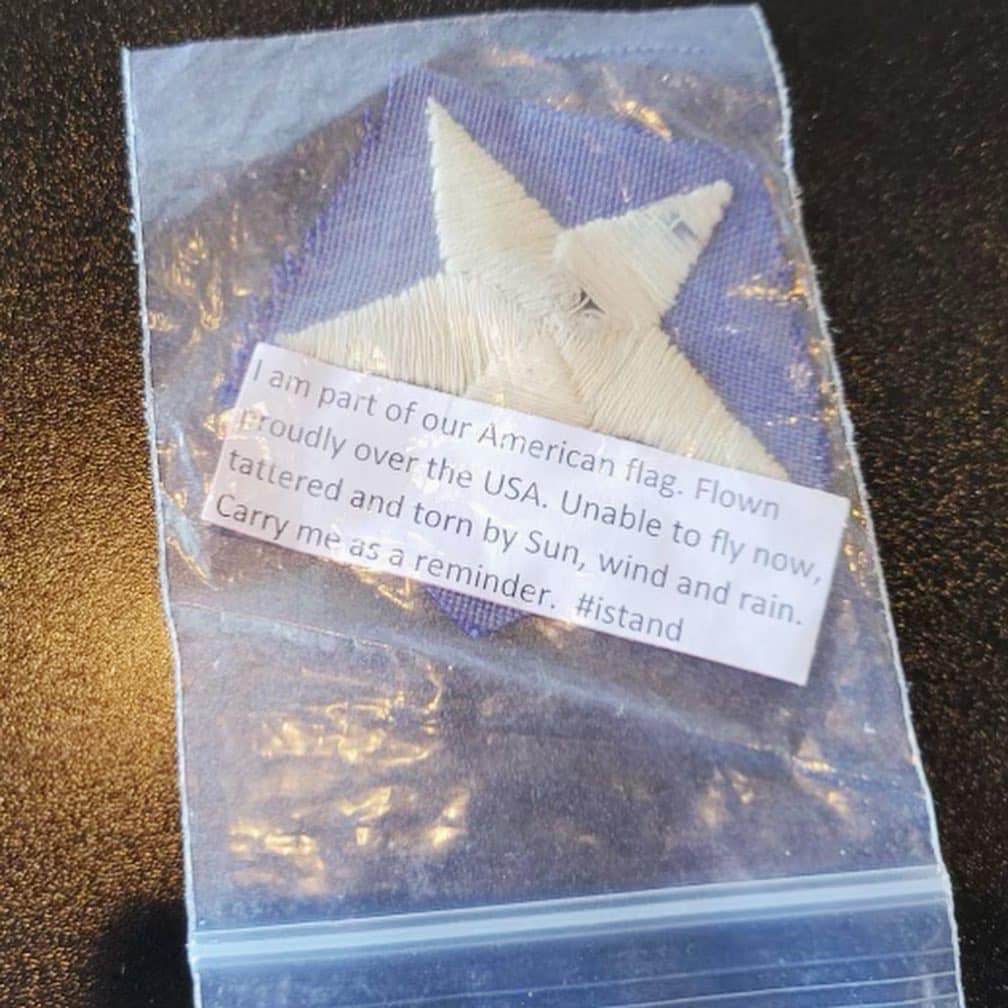 I am part of our American flag. Flown
proudly over the USA. Unable to fly now,
tattered and torn by Sun, wind and rain.
Carry me as a reminder. #istand